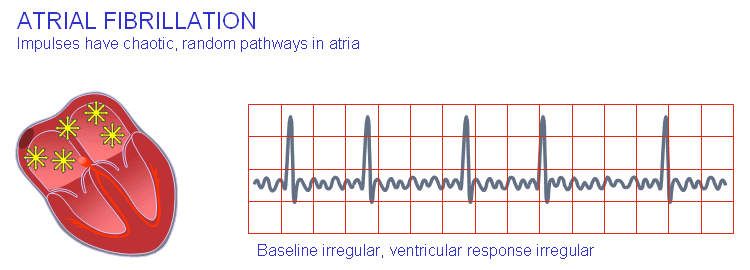 ATRIAL FIBRILLATION
Impulses have chaotic, random pathways in atria
Baseline irregular, ventricular response irregular